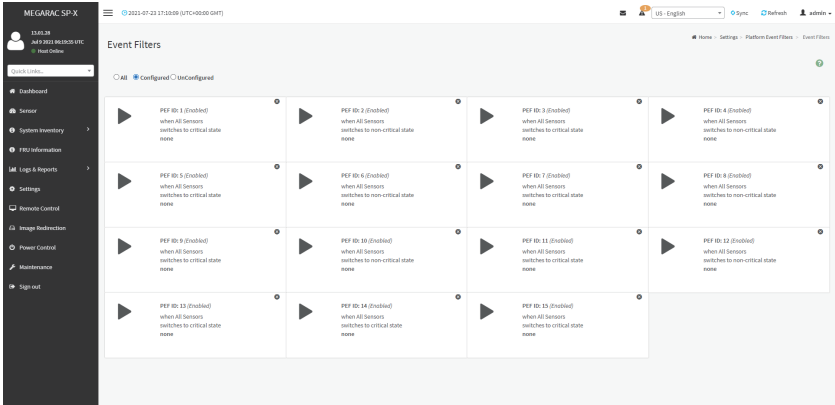 MEGARAC SP-X
2021-07-23 17:10:09 (UTC+00:00 GMT)
US - English
Sync
Refresh
admin
13.01.28
Jul 9 2021 06:19:35 UTC
Host Online
Quick Links...
Dashboard
Sensor
System Inventory
FRU Information
Logs & Reports
Settings
Remote Control
Image Redirection
Power Control
Maintenance
Sign out
Event Filters
Home > Settings > Platform Event Filters > Event Filters
All Configured UnConfigured
PEF ID: 1 (Enabled)
when All Sensors
switches to critical state
none
PEF ID: 2 (Enabled)
when All Sensors
switches to non-critical state
none
PEF ID: 3 (Enabled)
when All Sensors
switches to critical state
none
PEF ID: 4 (Enabled)
when All Sensors
switches to non-critical state
none
PEF ID: 5 (Enabled)
when All Sensors
switches to critical state
none
PEF ID: 6 (Enabled)
when All Sensors
switches to non-critical state
none
PEF ID: 7 (Enabled)
when All Sensors
switches to critical state
none
PEF ID: 8 (Enabled)
when All Sensors
switches to non-critical state
none
PEF ID: 9 (Enabled)
when All Sensors
switches to critical state
none
PEF ID: 10 (Enabled)
when All Sensors
switches to non-critical state
none
PEF ID: 11 (Enabled)
when All Sensors
switches to critical state
none
PEF ID: 12 (Enabled)
when All Sensors
switches to non-critical state
none
PEF ID: 13 (Enabled)
when All Sensors
switches to critical state
none
PEF ID: 14 (Enabled)
when All Sensors
switches to critical state
none
PEF ID: 15 (Enabled)
when All Sensors
switches to critical state
none